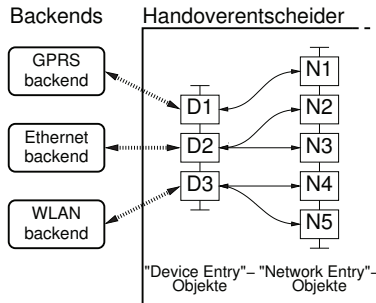 Backends
Handoverentscheider
GPRS
backend
Ethernet
backend
WLAN
backend
D1
D2
D3
N1
N2
N3
N4
N5
"Device Entry"–
Objekte
"Network Entry"–
Objekte